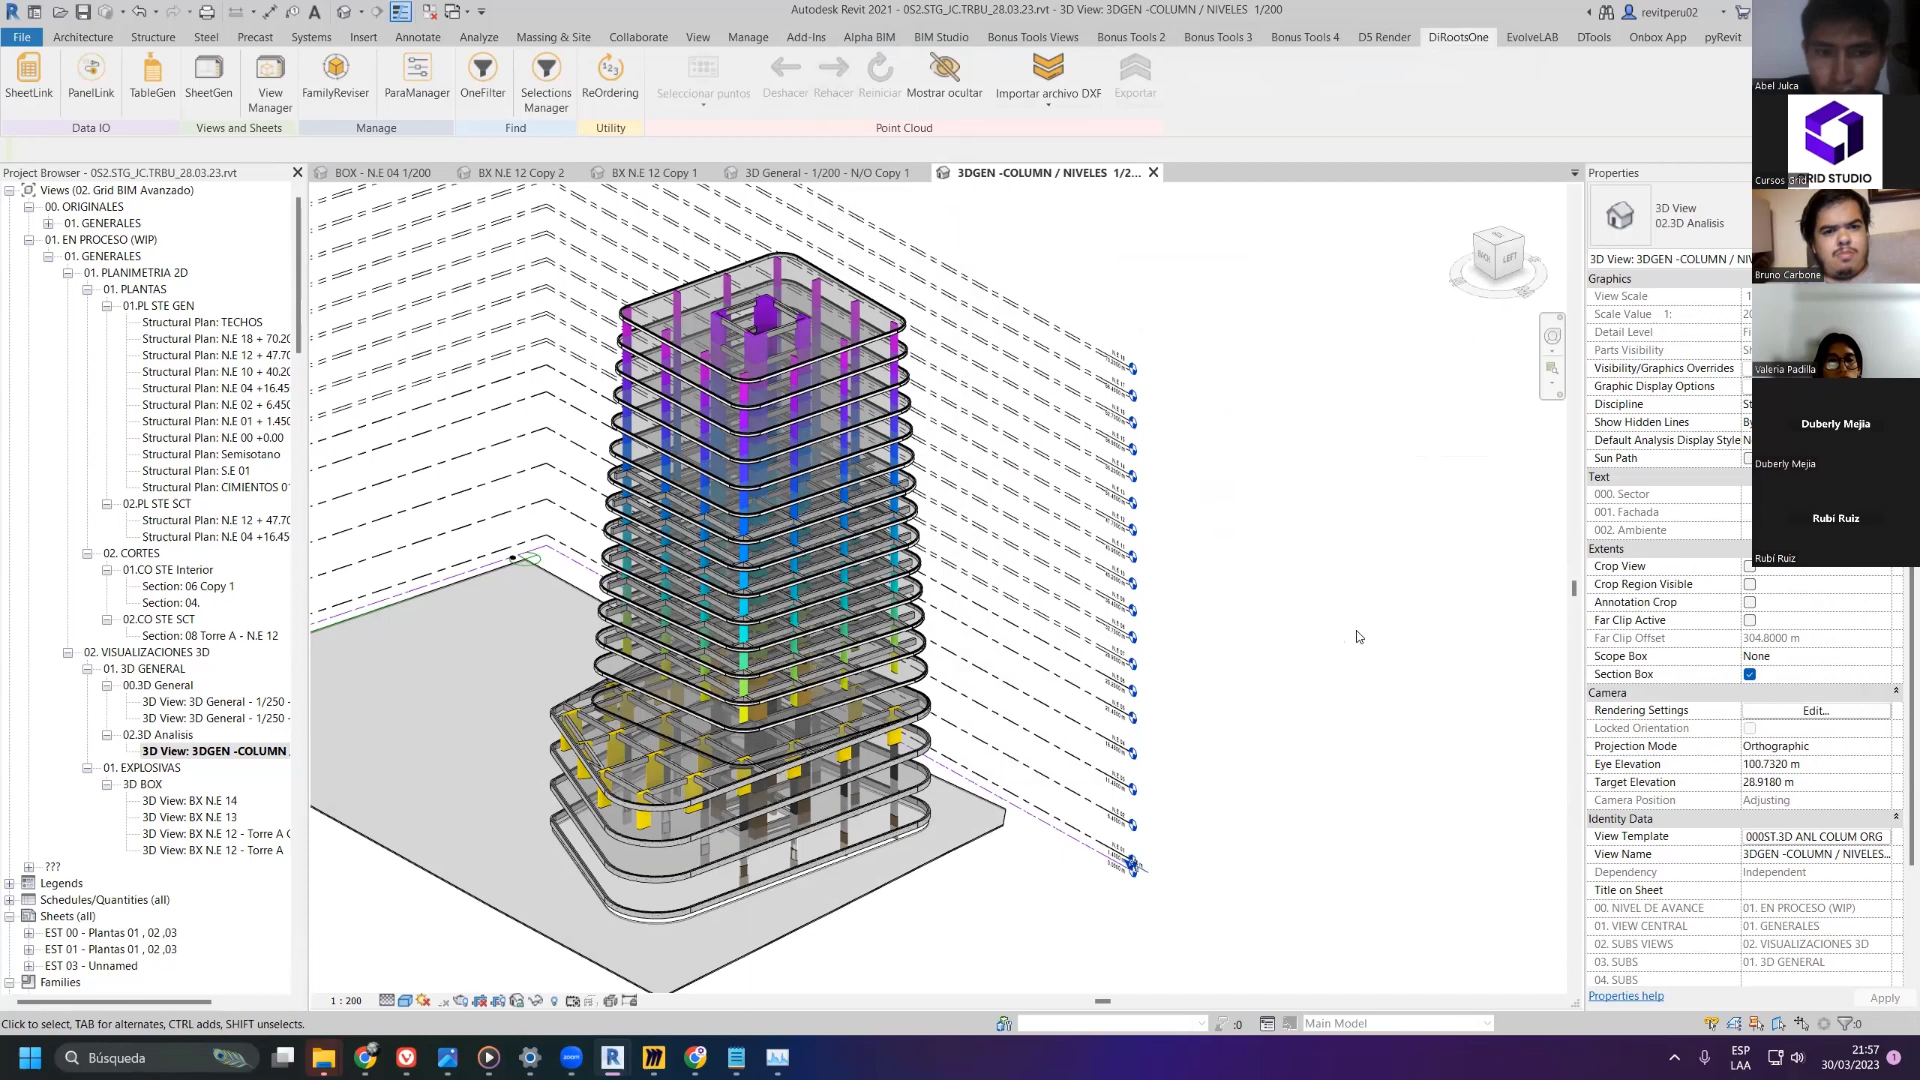 Autodesk Revit 2021 - 0S2.STG_JC.TRBU_28.03.23.rvt - 3D View: 3DGEN -COLUMN / NIVELES 1/200
revitperu02
File Architecture Structure Steel Precast Systems Insert Annotate Analyze Massing & Site Collaborate View Manage Add-Ins Alpha BIM BIM Studio Bonus Tools Views Bonus Tools 2 Bonus Tools 3 Bonus Tools 4 D5 Render DiRootsOne EvolveLAB DTools Onbox App pyRevit
SheetLink PanelLink TableGen SheetGen View Manager FamilyReviser ParaManager OneFilter Selections Manager ReOrdering Seleccionar puntos Deshacer Rehacer Reiniciar Mostrar ocultar Importar archivo DXF Exportar
Data IO Views and Sheets Manage Find Utility Point Cloud
Project Browser - 0S2.STG_JC.TRBU_28.03.23.rvt
Views (02. Grid BIM Avanzado)
00. ORIGINALES
01. GENERALES
01. EN PROCESO (WIP)
01. GENERALES
01. PLANIMETRIA 2D
01. PLANTAS
01.PL STE GEN
Structural Plan: TECHOS
Structural Plan: N.E 18 + 70.20
Structural Plan: N.E 12 + 47.70
Structural Plan: N.E 10 + 40.20
Structural Plan: N.E 04 +16.45
Structural Plan: N.E 02 + 6.450
Structural Plan: N.E 01 + 1.450
Structural Plan: N.E 00 +0.00
Structural Plan: Semisotano
Structural Plan: S.E 01
Structural Plan: CIMIENTOS 01
02.PL STE SCT
Structural Plan: N.E 12 + 47.70
Structural Plan: N.E 04 +16.45
02. CORTES
01.CO STE Interior
Section: 06 Copy 1
Section: 04.
02.CO STE SCT
Section: 08 Torre A - N.E 12
02. VISUALIZACIONES 3D
01. 3D GENERAL
00.3D General
3D View: 3D General - 1/250 -
3D View: 3D General - 1/250 -
02.3D Analisis
3D View: 3DGEN -COLUMN
01. EXPLOSIVAS
3D BOX
3D View: BX N.E 14
3D View: BX N.E 13
3D View: BX N.E 12 - Torre A C
3D View: BX N.E 12 - Torre A
???
Legends
Schedules/Quantities (all)
Sheets (all)
EST 00 - Plantas 01 , 02 ,03
EST 01 - Plantas 01 , 02 ,03
EST 03 - Unnamed
Families
BOX - N.E 04 1/200
BX N.E 12 Copy 2
BX N.E 12 Copy 1
3D General - 1/200 - N/O Copy 1
3DGEN -COLUMN / NIVELES 1/2...
BACK LEFT
1 : 200
Properties
3D View
02.3D Analisis
3D View: 3DGEN -COLUMN / NIV
Graphics
View Scale 1
Scale Value 1: 20
Detail Level Fi
Parts Visibility Sh
Visibility/Graphics Overrides
Graphic Display Options
Discipline St
Show Hidden Lines By
Default Analysis Display Style N
Sun Path
Text
000. Sector
001. Fachada
002. Ambiente
Extents
Crop View
Crop Region Visible
Annotation Crop
Far Clip Active
Far Clip Offset 304.8000 m
Scope Box None
Section Box
Camera
Rendering Settings Edit...
Locked Orientation
Projection Mode Orthographic
Eye Elevation 100.7320 m
Target Elevation 28.9180 m
Camera Position Adjusting
Identity Data
View Template 000ST.3D ANL COLUM ORG
View Name 3DGEN -COLUMN / NIVELES...
Dependency Independent
Title on Sheet
00. NIVEL DE AVANCE 01. EN PROCESO (WIP)
01. VIEW CENTRAL 01. GENERALES
02. SUBS VIEWS 02. VISUALIZACIONES 3D
03. SUBS 01. 3D GENERAL
04. SUBS
Properties help Apply
Abel Julca
GRID STUDIO
Cursos Grid
Bruno Carbone
Valeria Padilla
Duberly Mejia
Duberly Mejia
Rubí Ruiz
Rubí Ruiz
Click to select, TAB for alternates, CTRL adds, SHIFT unselects.
:0
Main Model
:0
Búsqueda
ESP
LAA
21:57
30/03/2023
1